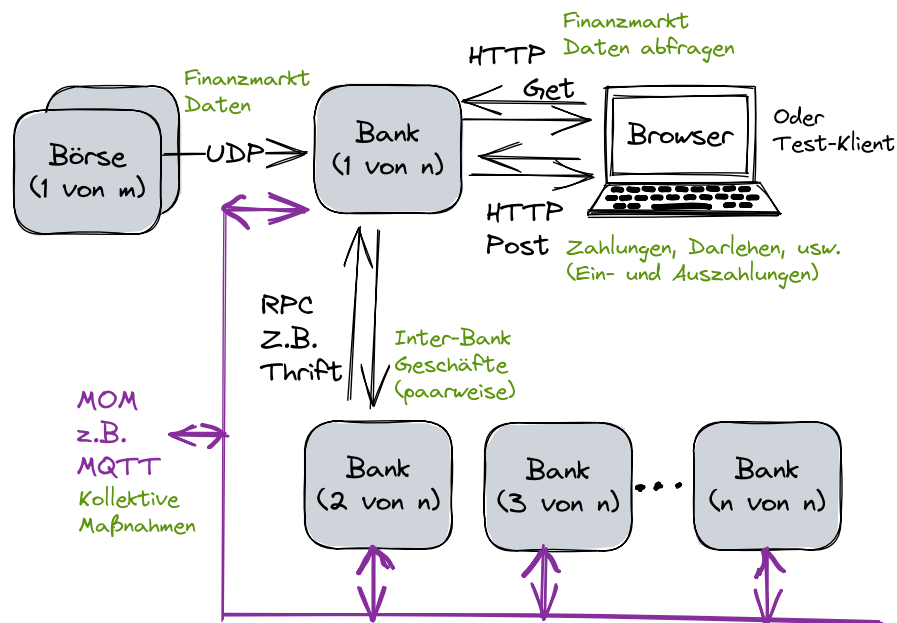 Finanzmarkt
Daten abfragen
HTTP
Get
Finanzmarkt
Daten
Börse
(1 von m)
UDP
Bank
(1 von n)
Browser
Oder
Test-Klient
HTTP
Post
Zahlungen, Darlehen, usw.
(Ein- und Auszahlungen)
RPC
Z.B.
Thrift
Inter-Bank
Geschäfte
(paarweise)
MOM
z.B.
MQTT
Kollektive
Maßnahmen
Bank
(2 von n)
Bank
(3 von n)
Bank
(n von n)